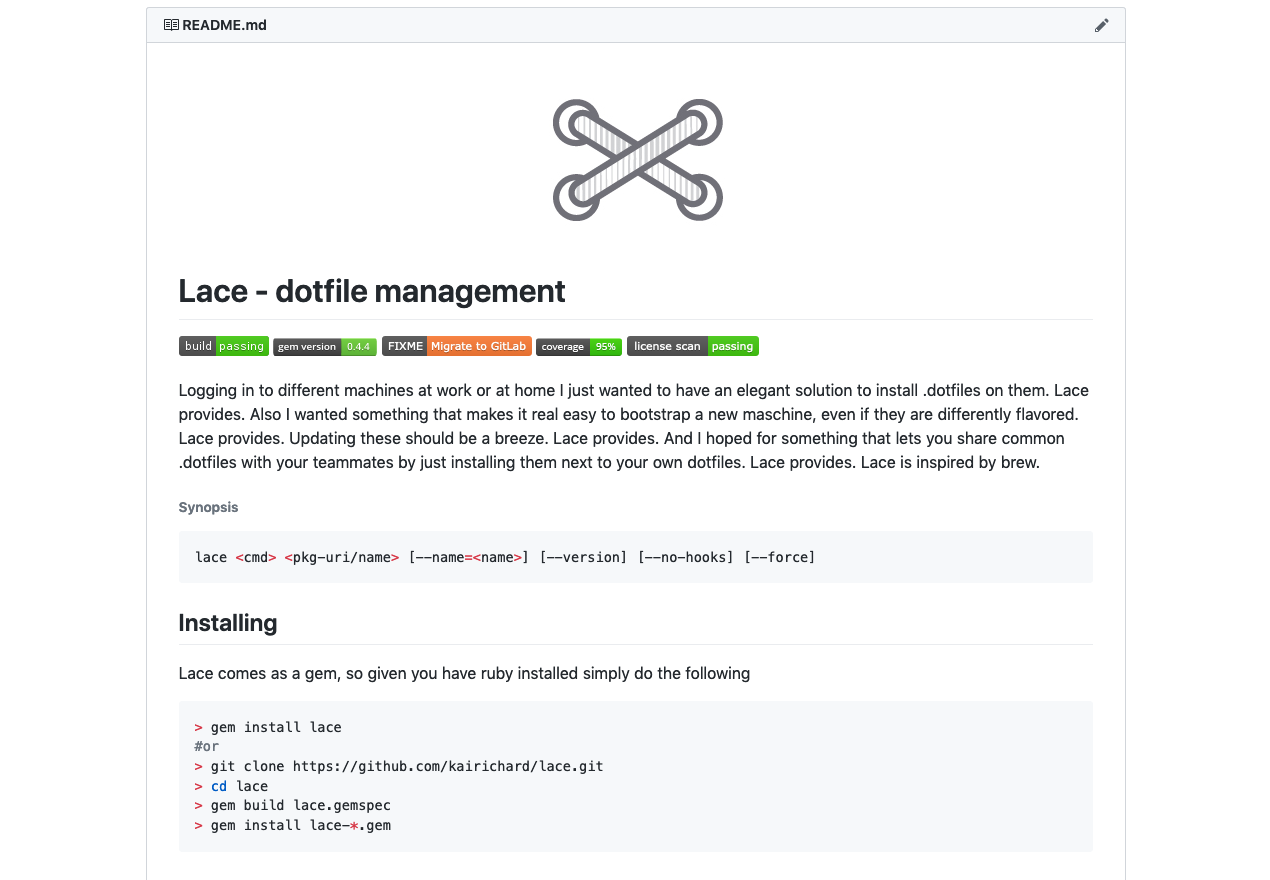 README.md
Lace - dotfile management
build passing gem version 0.4.4 FIXME Migrate to GitLab coverage 95% license scan passing
Logging in to different machines at work or at home I just wanted to have an elegant solution to install .dotfiles on them. Lace
provides. Also I wanted something that makes it real easy to bootstrap a new maschine, even if they are differently flavored.
Lace provides. Updating these should be a breeze. Lace provides. And I hoped for something that lets you share common
.dotfiles with your teammates by just installing them next to your own dotfiles. Lace provides. Lace is inspired by brew.
Synopsis
lace <cmd> <pkg-uri/name> [--name=<name>] [--version] [--no-hooks] [--force]
Installing
Lace comes as a gem, so given you have ruby installed simply do the following
> gem install lace
#or
> git clone https://github.com/kairichard/lace.git
> cd lace
> gem build lace.gemspec
> gem install lace-*.gem